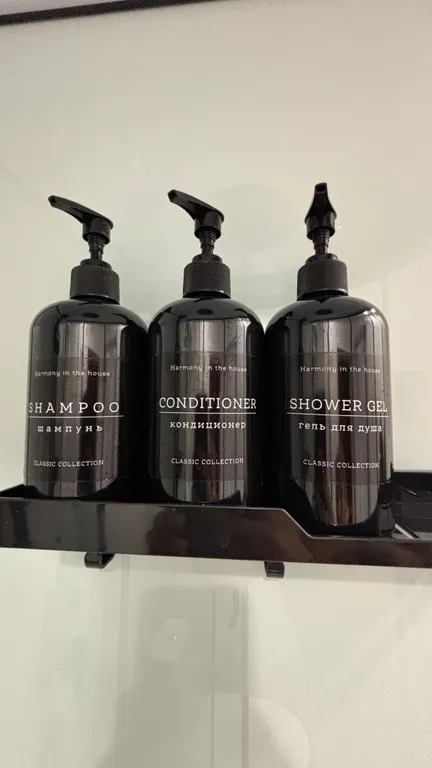 Harmony in the house
SHAMPOO
шампунь
CLASSIC COLLECTION
Harmony in the house
CONDITIONER
кондиционер
CLASSIC COLLECTION
Harmony in the house
SHOWER GEL
гель для душа
CLASSIC COLLECTION